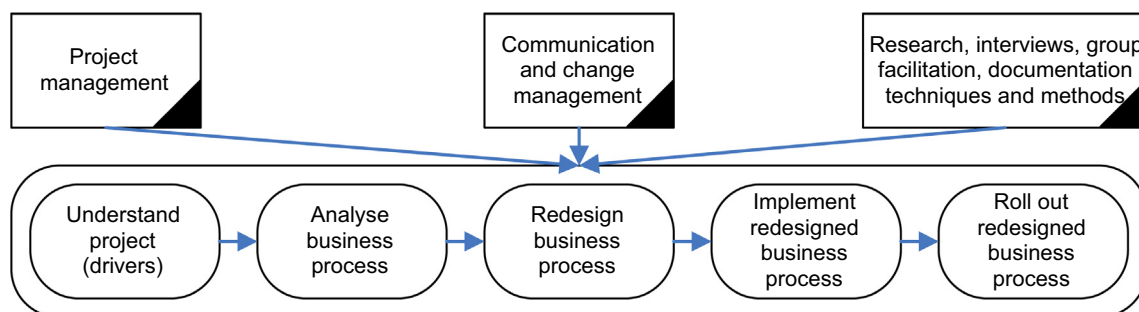 Project
management
Communication
and change
management
Research, interviews, group
facilitation, documentation
techniques and methods
Understand
project
(drivers)
Analyse
business
process
Redesign
business
process
Implement
redesigned
business
process
Roll out
redesigned
business
process